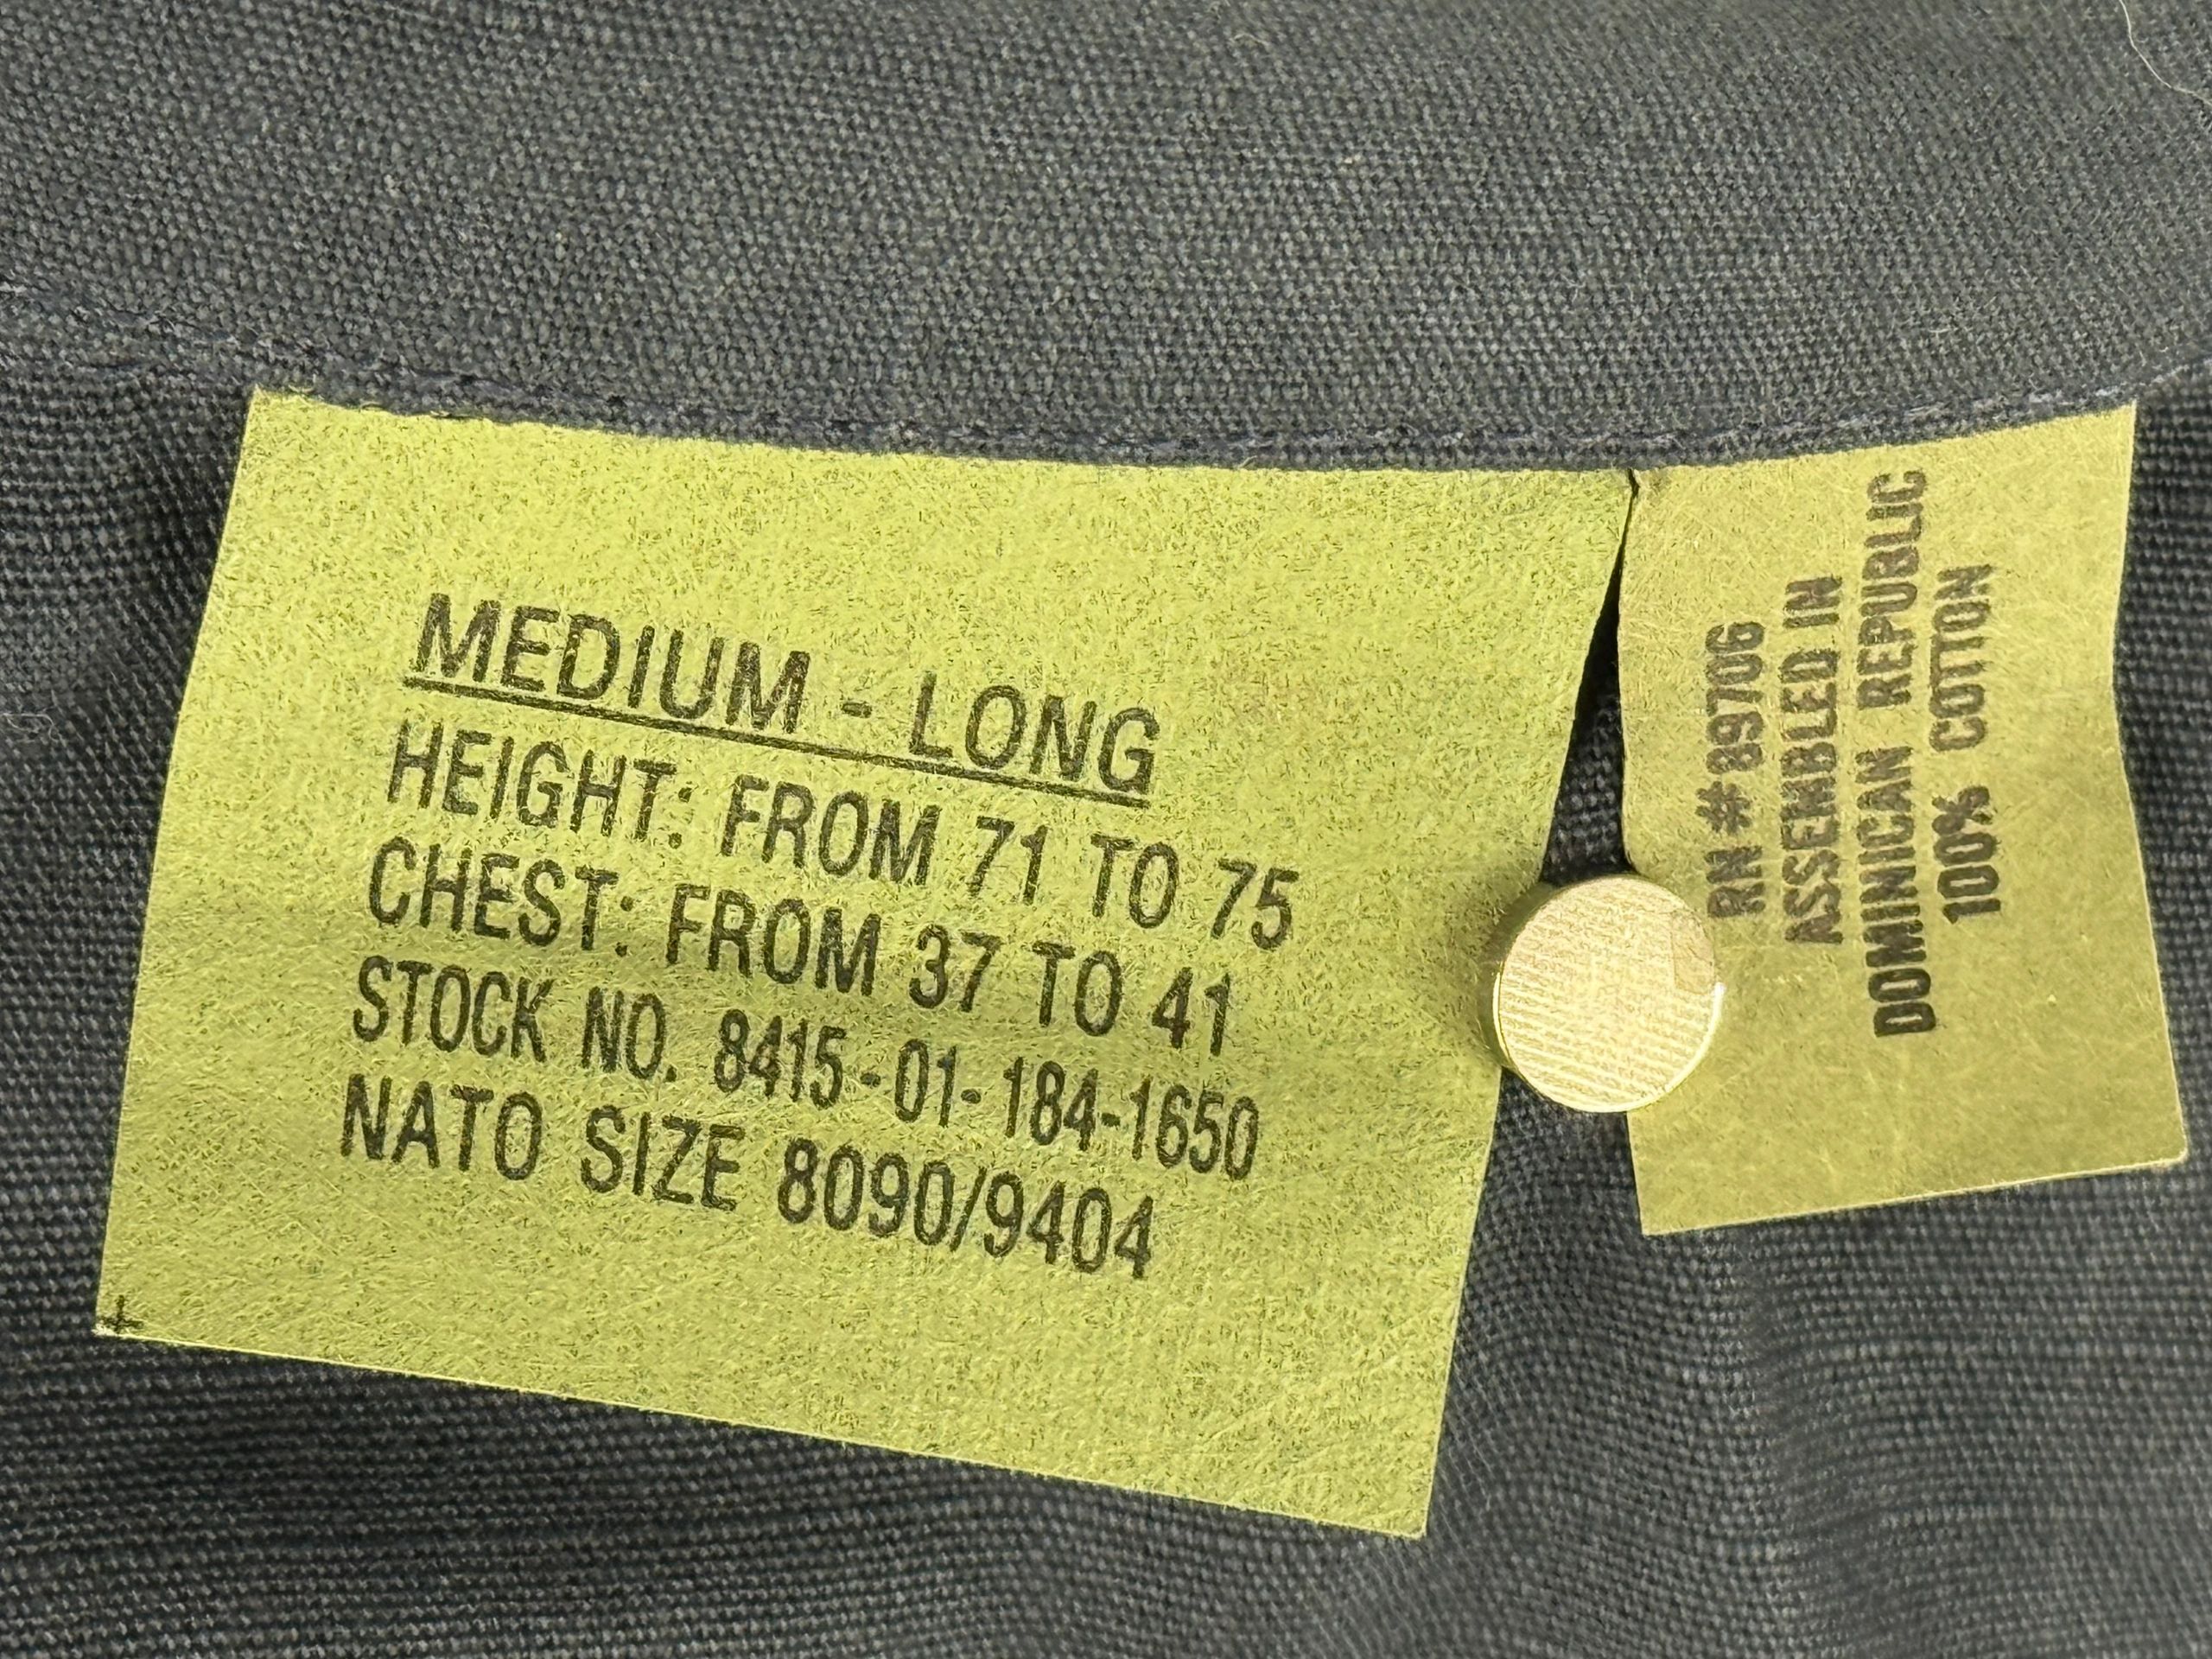 MEDIUM - LONG
HEIGHT: FROM 71 TO 75
CHEST: FROM 37 TO 41
STOCK NO. 8415-01-184-1650
NATO SIZE 8090/9404
RN # 89706
ASSEMBLED IN
DOMINICAN REPUBLIC
100% COTTON